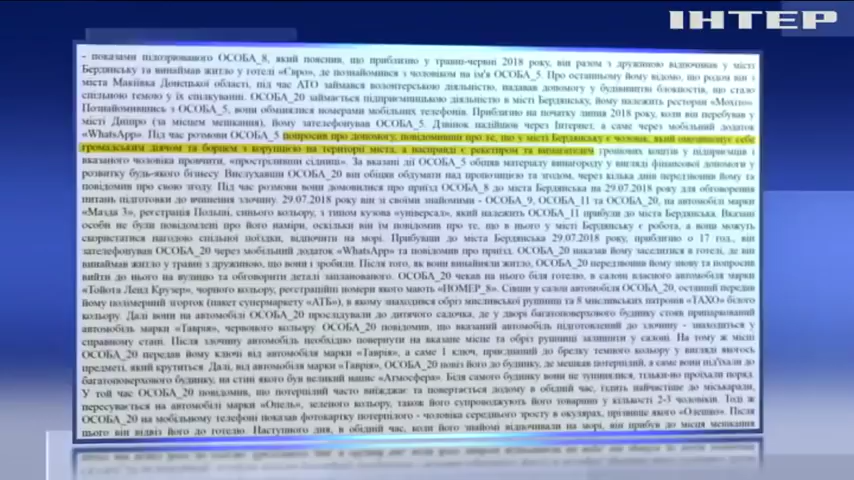 ІНТЕР
- показами підозрюваного ОСОБА_8, який пояснив, що приблизно у травні-червні 2018 року, він разом з дружиною відпочивав у місті
Бердянську та винаймав житло у готелі «Євро», де познайомився з чоловіком на ім'я ОСОБА_5. Про останнього йому відомо, що родом він з
міста Макіївка Донецької області, під час АТО займався волонтерською діяльністю, надавав допомогу у будівництві блокпостів, що стало
спільною темою у їх спілкуванні. ОСОБА_20 займається підприємницькою діяльністю в місті Бердянську, йому належить ресторан
Познайомившись з ОСОБА_5, вони обмінялися номерами мобільних телефонів. Приблизно на початку липня 2018 року, коли він перебував у
місті Дніпро (за місцем мешкання), йому зателефонував ОСОБА_5. Дзвінок надійшов через Інтернет, а саме через мобільний додаток
«WhatsApp». Під час розмови ОСОБА_5 попросив про допомогу, повідомивши про те, що у місті Бердянську є чоловік, який себе
громадським діячем та борцем з корупцією на території міста, а насправді є рекетиром та вимагателем грошових коштів у підприємців і
вказаного чоловіка провчити, «простріливши сідниці». За вказані дії ОСОБА_5 обіцяв матеріальну винагороду у вигляді фінансової допомоги у
розвитку будь-якого бізнесу. Вислухавши ОСОБА_20 він обіцяв обдумати над пропозицією та згодом, через кілька днів передзвонив йому та
повідомив про свою згоду. Під час розмови вони домовилися про приїзд ОСОБА_8 до міста Бердянська на 29.07.2018 року для обговорення
питань підготовки до вчинення злочину. 29.07.2018 року він зі своїми знайомими - ОСОБА_9, ОСОБА_11 та ОСОБА_20, на автомобілі марки
«Мазда 3», реєстрація Польщі, синього кольору, з типом кузова «універсал», який належить ОСОБА_11 прибули до міста Бердянська. Вказані
особи не були повідомлені про його наміри, оскільки він їм повідомив про те, що в нього у місті Бердянську є робота, а вони можуть
скористатися нагодою спільної поїздки, відпочити на морі. Прибувши до міста Бердянська 29.07.2018 року, приблизно о 17 год., він
зателефонував ОСОБА_20 через мобільний додаток «WhatsApp» та повідомив про приїзд. ОСОБА_20 наказав йому заселитися в готелі, де він
винаймав житло у травні з дружиною, що вони і зробили. Після того, як вони винайняли житло, ОСОБА_20 передзвонив йому знову та попросив
вийти до нього на вулицю та обговорити деталі запланованого. ОСОБА_20 чекав на нього біля готелю, в салоні власного автомобіля марки
«Тойота Ленд Крузер», чорного кольору, реєстраційні номери якого мають «НОМЕР_8». Сівши у салон автомобіля ОСОБА_20, останній передав
йому полімерний згорток (пакет супермаркету «АТБ»), в якому знаходився обріз мисливської рушниці та 8 мисливських патронів «ТАХО» білого
кольору. Далі вони на автомобілі ОСОБА_20 прослідували до дитячого садочка, де у дворі багатоповерхового будинку стояв припаркований
автомобіль марки «Таврія», червоного кольору. ОСОБА_20 повідомив, що вказаний автомобіль підготовлений до злочину - знаходиться у
справному стані. Після злочину автомобіль необхідно повернути на вказане місце та обріз рушниці залишити у салоні. На тому ж місці
ОСОБА_20 передав йому ключі від автомобіля марки «Таврія», а саме 1 ключ, приєднаний до брелку темного кольору у вигляді якогось
предмети, який крутиться. Далі, від автомобіля марки «Таврія», ОСОБА_20 повіз його до будинку, де мешкав потерпілий, а саме вони під'їхали до
багатоповерхового будинку, на стіні якого був великий напис «Атмосфера». Біля самого будинку вони не зупинялися, тільки-но проїхали поряд.
У той час ОСОБА_20 повідомив, що потерпілий часто виїжджає та повертається додому в обідній час, їздить найчастіше до міськради,
пересувається на автомобілі марки «Опель», зеленого кольору, також його супроводжують його товариші у кількості 2-3 чоловіків. Тоді ж
ОСОБА_20 на мобільному телефоні показав фотокартку потерпілого - чоловіка середнього зросту в окулярах, прізвище якого «Олешко». Після
цього він відвіз його до готелю. Наступного дня, в обідній час, коли його знайомі відпочивали на морі, він прибув до місця мешкання